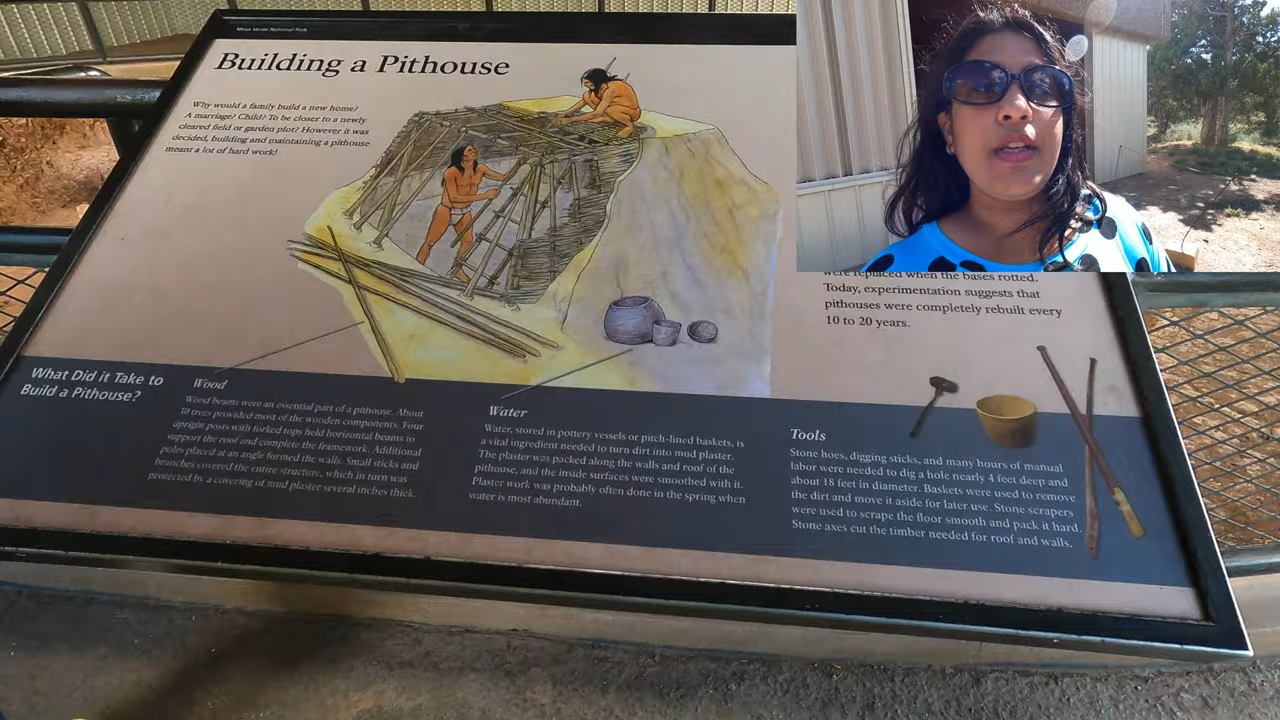 Mesa Verde National Park
Building a Pithouse
Why would a family build a new home?
A marriage? Child? To be closer to a newly
cleared field or garden plot? However it was
decided, building and maintaining a pithouse
meant a lot of hard work!
were replaced when the bases rotted.
Today, experimentation suggests that
pithouses were completely rebuilt every
10 to 20 years.
What Did it Take to
Build a Pithouse?
Wood
Wood beams were an essential part of a pithouse. About
30 trees provided most of the wooden components. Four
upright posts with forked tops held horizontal beams to
support the roof and complete the framework. Additional
poles placed at an angle formed the walls. Small sticks and
branches covered the entire structure, which in turn was
protected by a covering of mud plaster several inches thick.
Water
Water, stored in pottery vessels or pitch-lined baskets, is
a vital ingredient needed to turn dirt into mud plaster.
The plaster was packed along the walls and roof of the
pithouse, and the inside surfaces were smoothed with it.
Plaster work was probably often done in the spring when
water is most abundant.
Tools
Stone hoes, digging sticks, and many hours of manual
labor were needed to dig a hole nearly 4 feet deep and
about 18 feet in diameter. Baskets were used to remove
the dirt and move it aside for later use. Stone scrapers
were used to scrape the floor smooth and pack it hard.
Stone axes cut the timber needed for roof and walls.